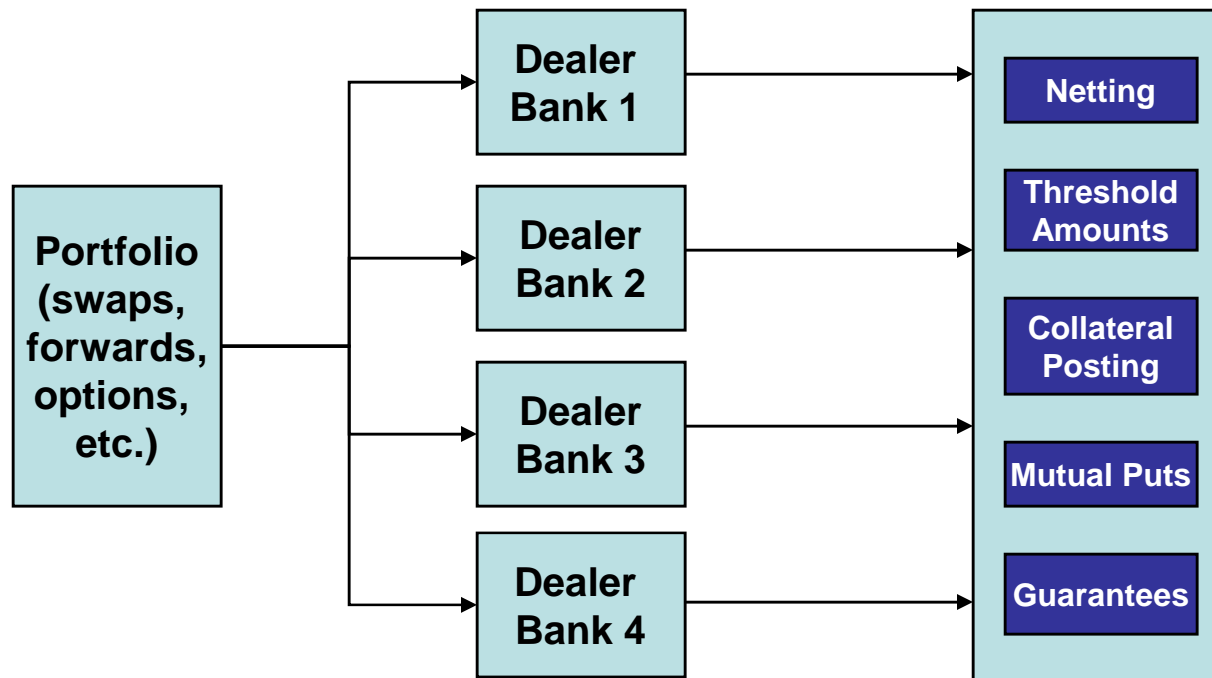 Portfolio
(swaps,
forwards,
options,
etc.)
Dealer
Bank 1
Dealer
Bank 2
Dealer
Bank 3
Dealer
Bank 4
Netting
Threshold
Amounts
Collateral
Posting
Mutual Puts
Guarantees